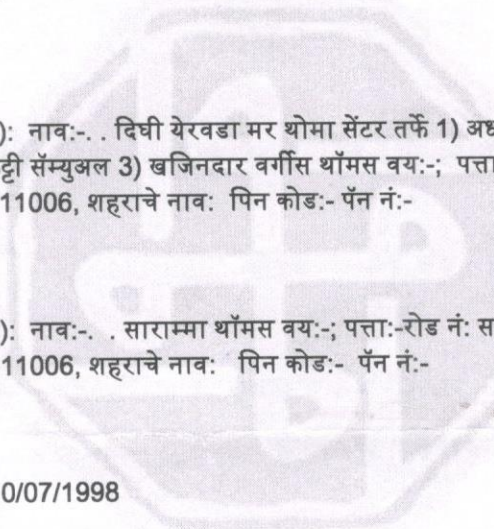 ): नाव:-. . दिघी येरवडा मर थोमा सेंटर तर्फे 1) अध
ट्टी सॅम्युअल 3) खजिनदार वर्गीस थॉमस वय:-; पत्ता
11006, शहराचे नाव: पिन कोड:- पॅन नं:-
): नाव:-. . साराम्मा थॉमस वय:-; पत्ता:-रोड नं: स
11006, शहराचे नाव: पिन कोड:- पॅन नं:-
0/07/1998